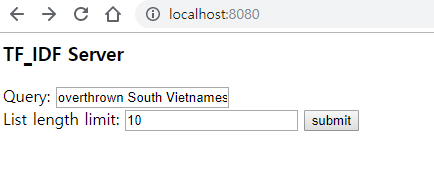 localhost:8080
TF_IDF Server
Query: overthrown South Vietnames
List length limit: 10 submit